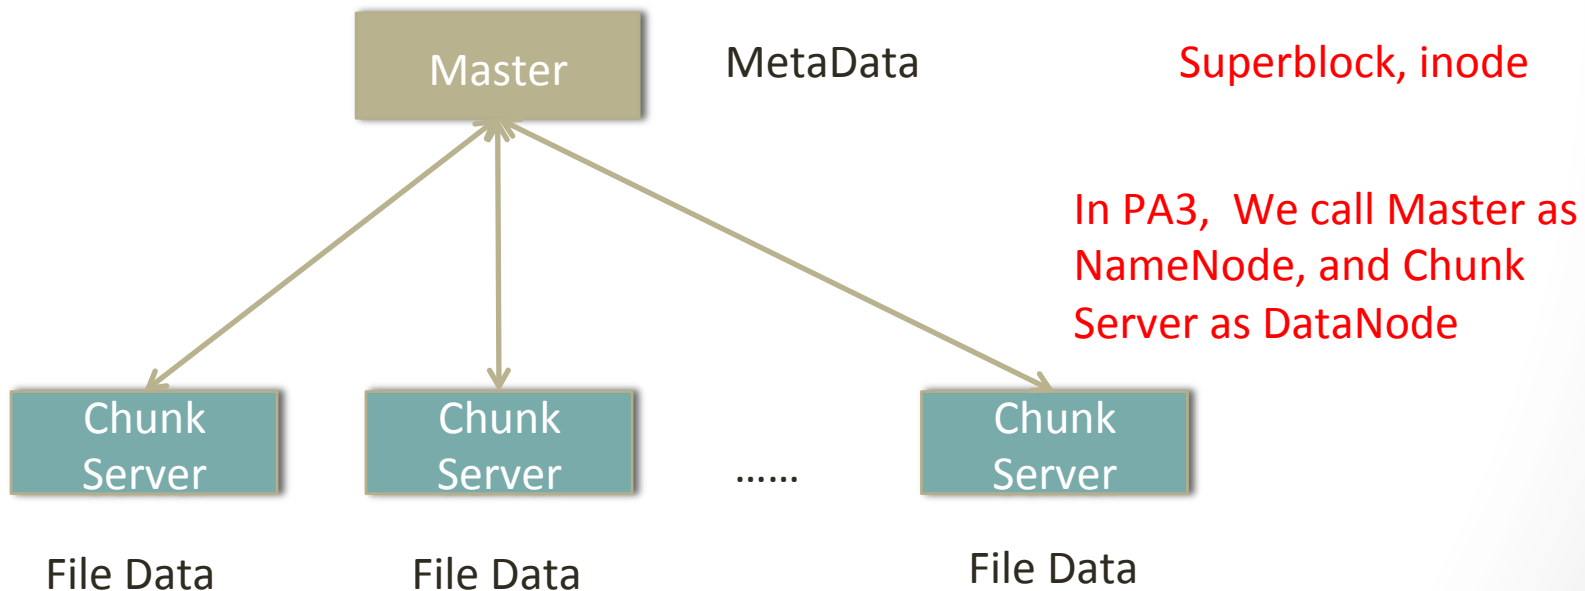 Master
MetaData
Superblock, inode
In PA3,  We call Master as
NameNode, and Chunk
Server as DataNode
Chunk
Server
Chunk
Server
......
Chunk
Server
File Data
File Data
File Data